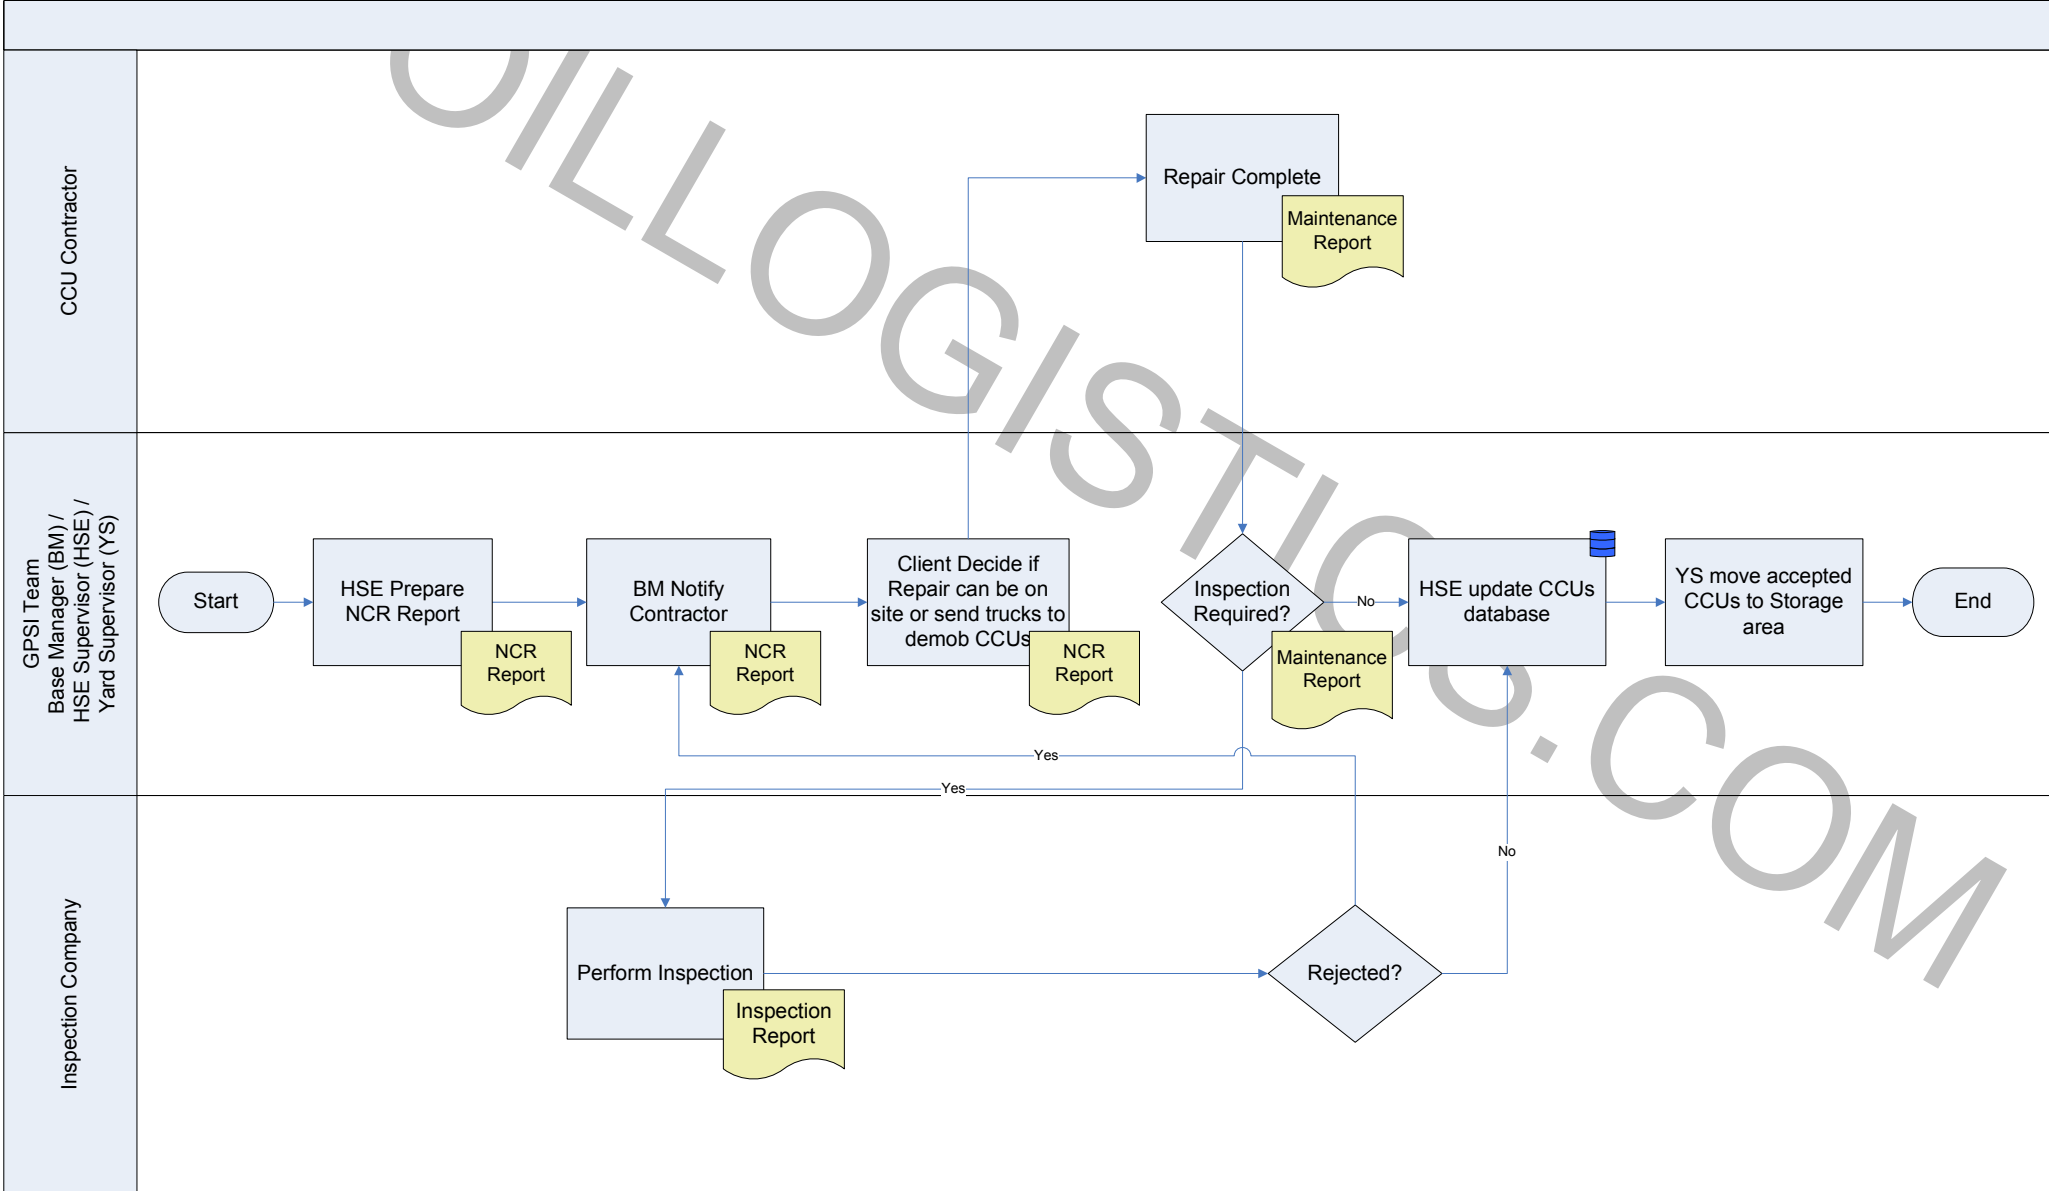 OILLOGISTICS.COM
CCU Contractor
Repair Complete
Maintenance
Report
GPSI Team
Base Manager (BM) /
HSE Supervisor (HSE) /
Yard Supervisor (YS)
Start
HSE Prepare
NCR Report
NCR
Report
BM Notify
Contractor
NCR
Report
Client Decide if
Repair can be on
site or send trucks to
demob CCUs
NCR
Report
Inspection
Required?
Maintenance
Report
No
HSE update CCUs
database
YS move accepted
CCUs to Storage
area
End
Yes
Yes
No
Inspection Company
Perform Inspection
Inspection
Report
Rejected?